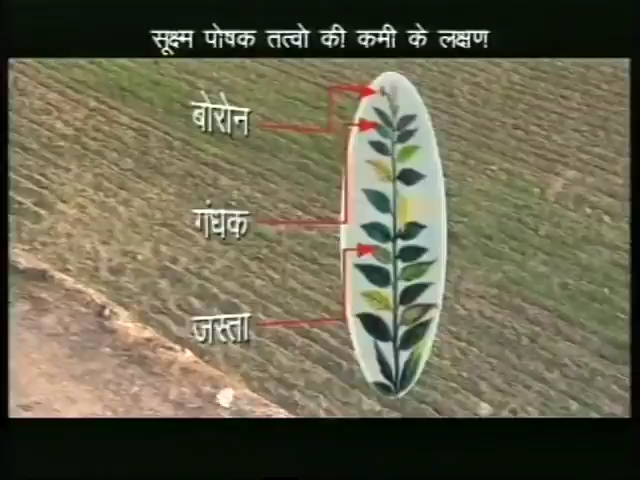 सूक्ष्म पोषक तत्वो की कमी के लक्षण
बोरोन
गंधक
जस्ता